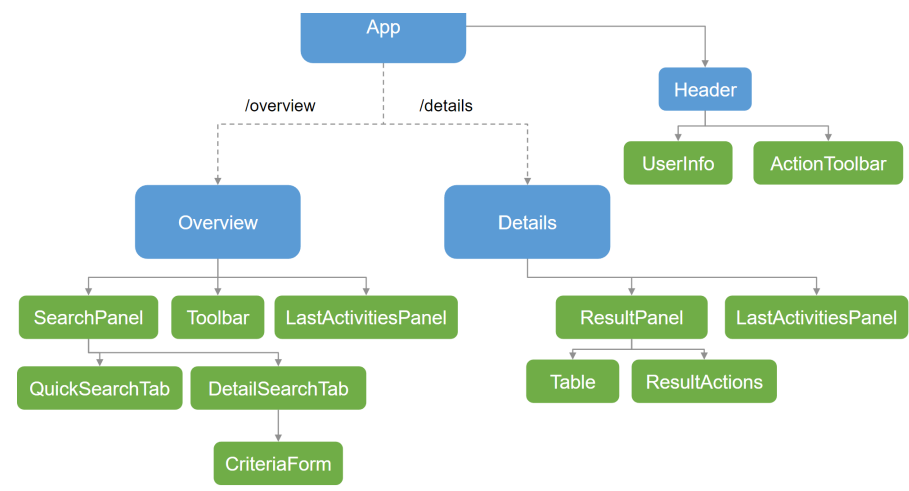 App
/overview
/details
Header
UserInfo
ActionToolbar
Overview
Details
SearchPanel
Toolbar
LastActivitiesPanel
ResultPanel
LastActivitiesPanel
QuickSearchTab
DetailSearchTab
Table
ResultActions
CriteriaForm